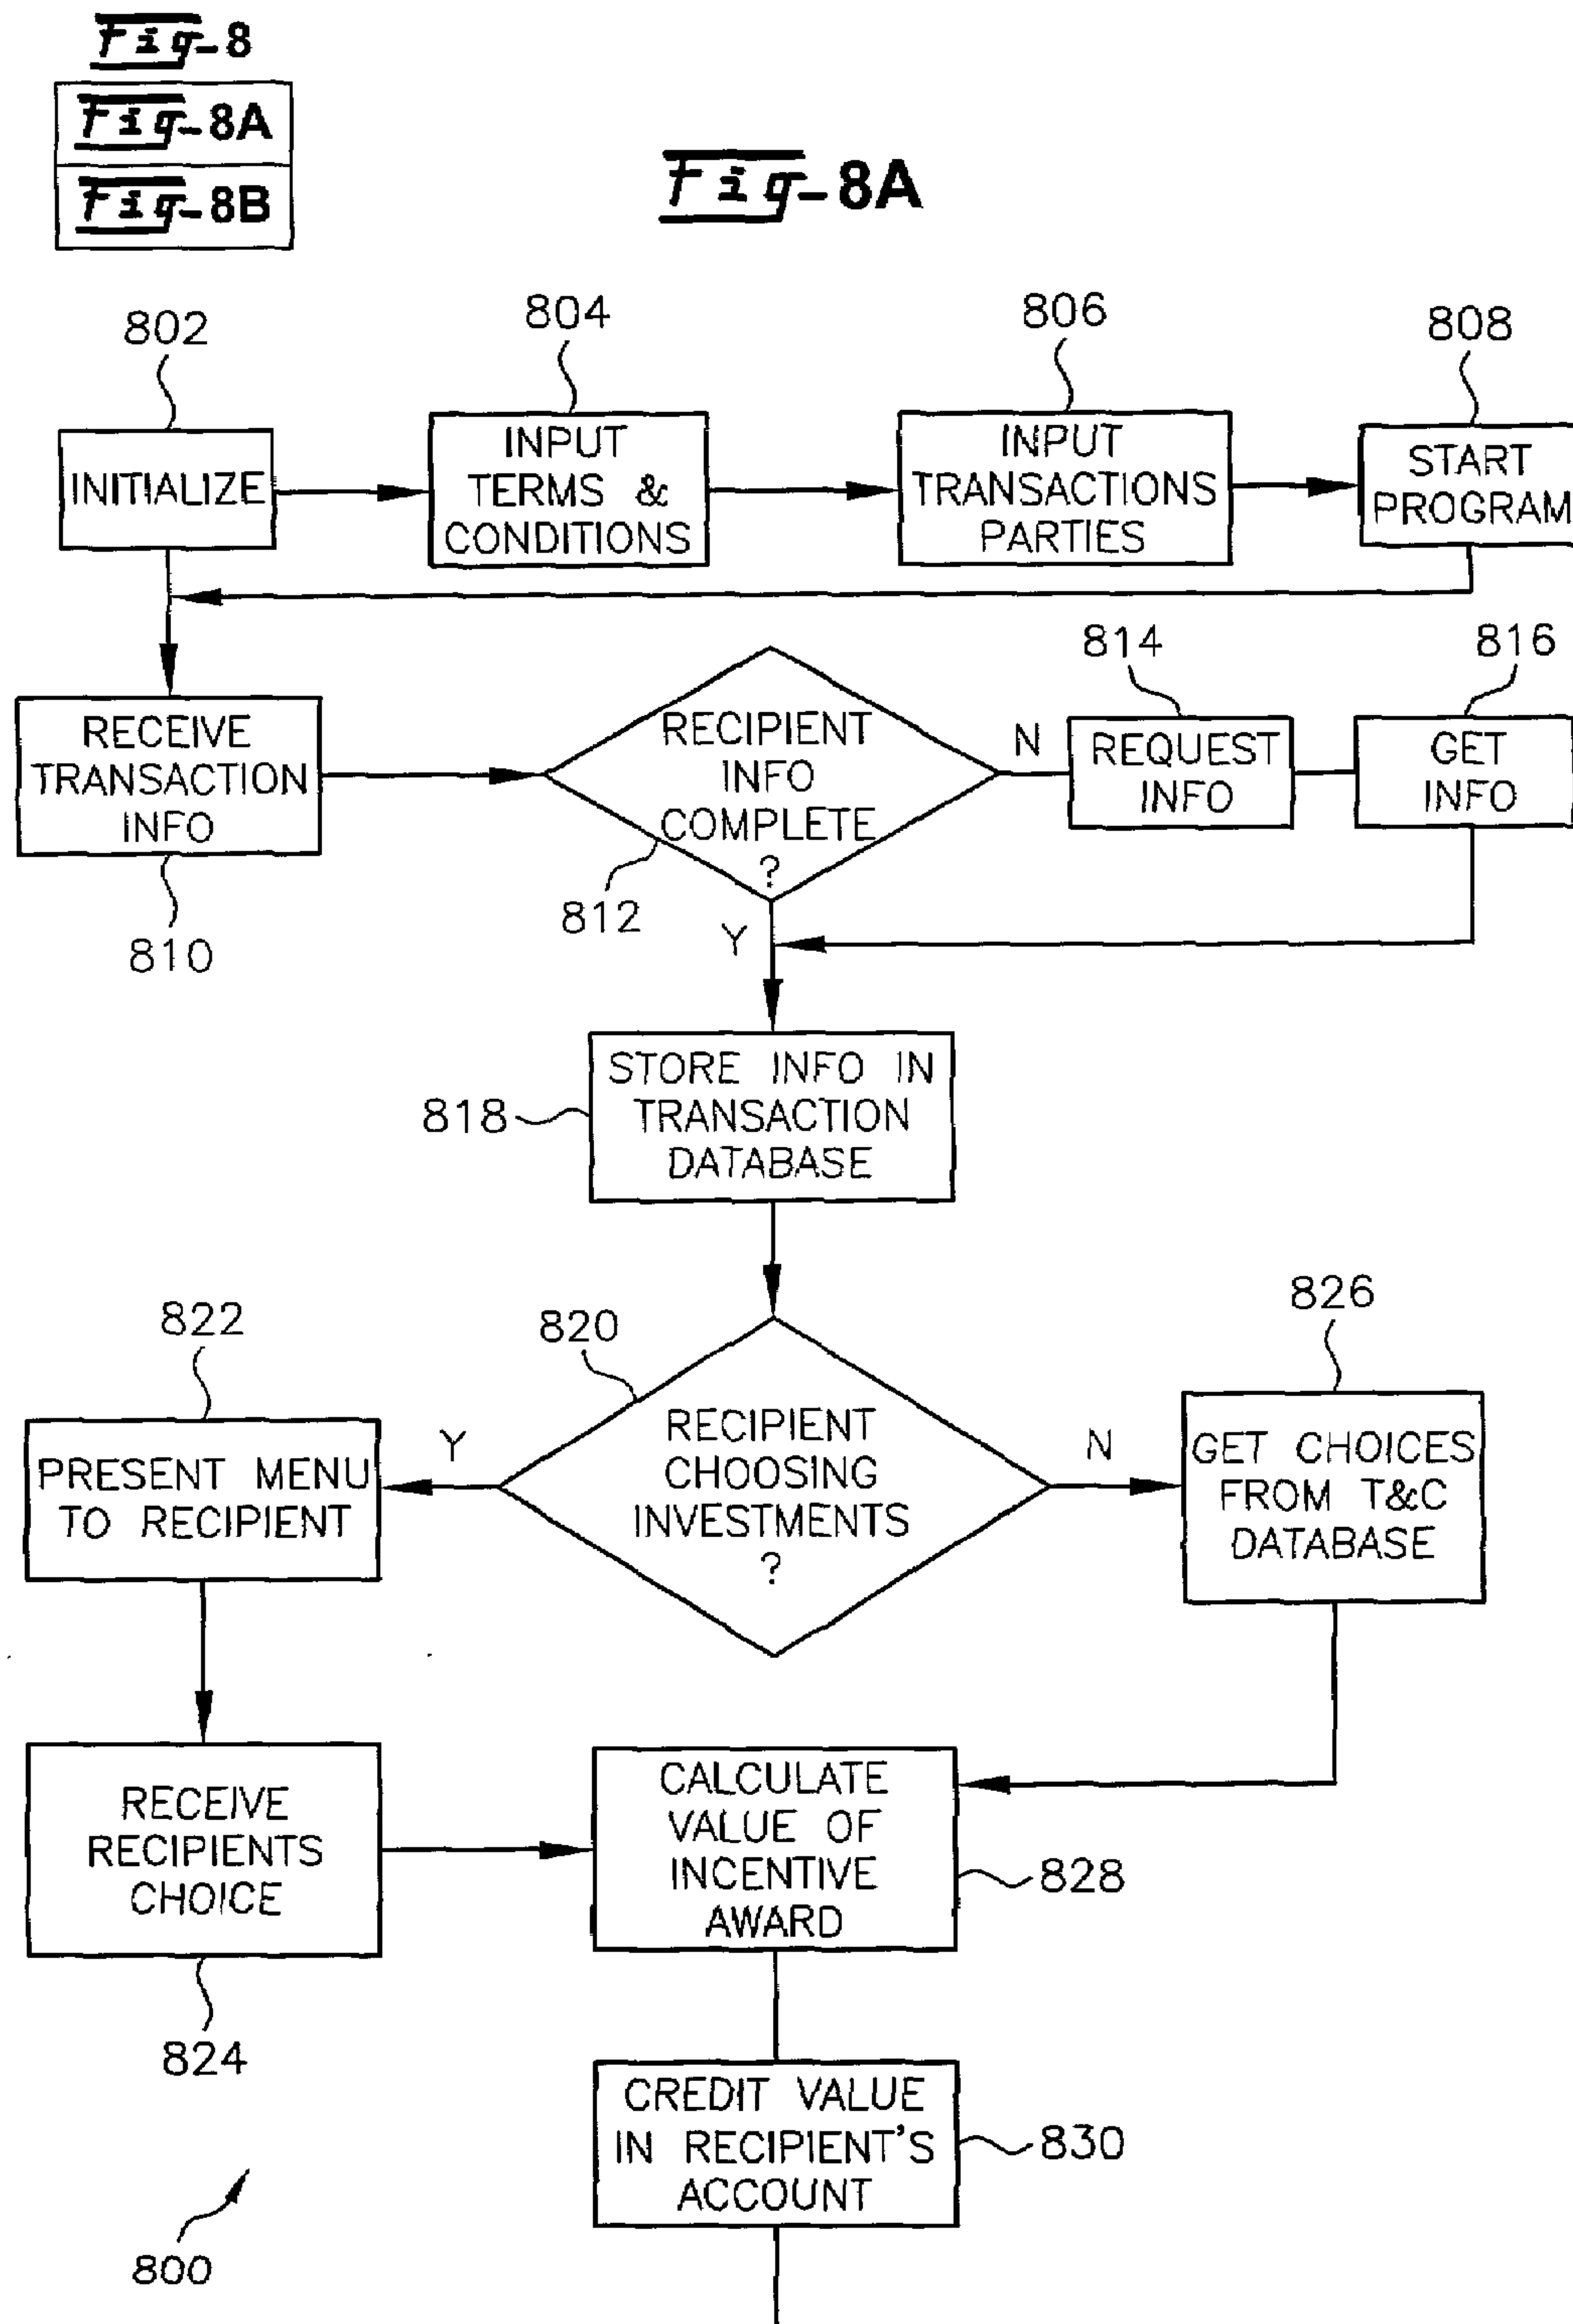 Fig-8
Fig-8A
Fig-8B
Fig-8A
802
804
806
808
INITIALIZE
INPUT
TERMS &
CONDITIONS
INPUT
TRANSACTIONS
PARTIES
START
PROGRAM
814
816
RECEIVE
TRANSACTION
INFO
810
RECIPIENT
INFO
COMPLETE
?
812
N
REQUEST
INFO
GET
INFO
Y
STORE INFO IN
TRANSACTION
DATABASE
818
822
820
826
PRESENT MENU
TO RECIPIENT
Y
RECIPIENT
CHOOSING
INVESTMENTS
?
N
GET CHOICES
FROM T&C
DATABASE
RECEIVE
RECIPIENTS
CHOICE
824
CALCULATE
VALUE OF
INCENTIVE
AWARD
828
CREDIT VALUE
IN RECIPIENT'S
ACCOUNT
830
800